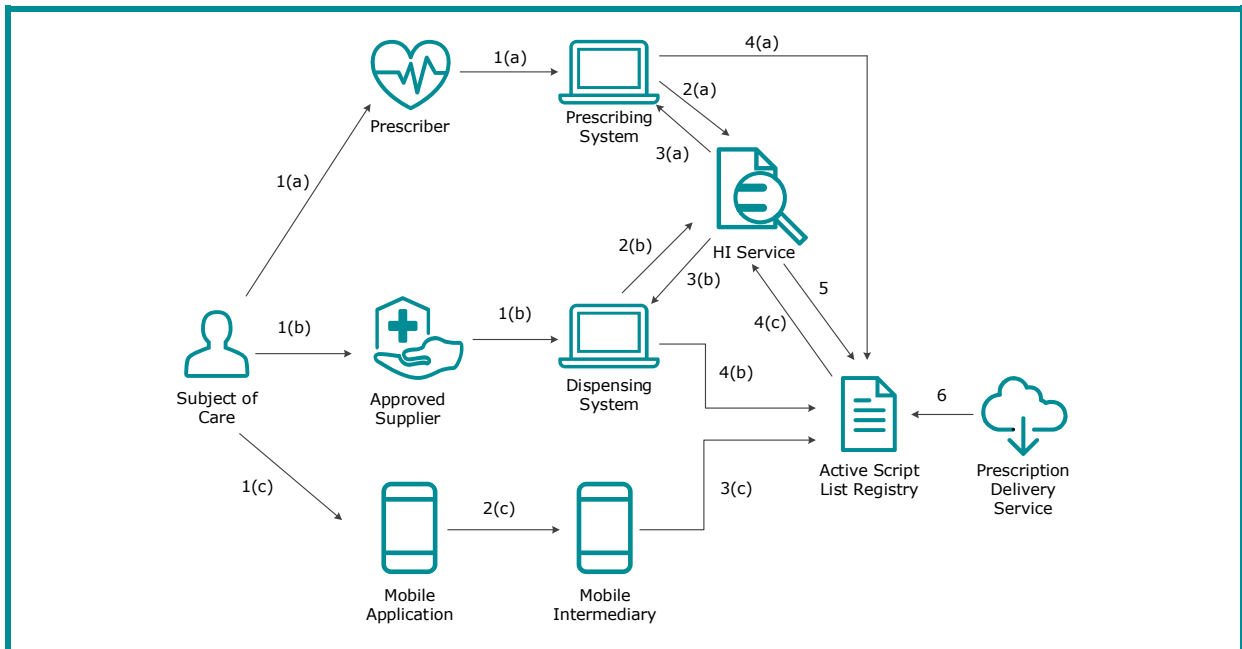 4(a)
1(a)
2(a)
Prescriber
Prescribing
System
3(a)
1(a)
2(b)
HI Service
3(b)
5
1(b)
1(b)
4(c)
4(b)
Subject of
Care
Approved
Supplier
Dispensing
System
6
1(c)
2(c)
3(c)
Active Script
List Registry
Prescription
Delivery
Service
Mobile
Application
Mobile
Intermediary